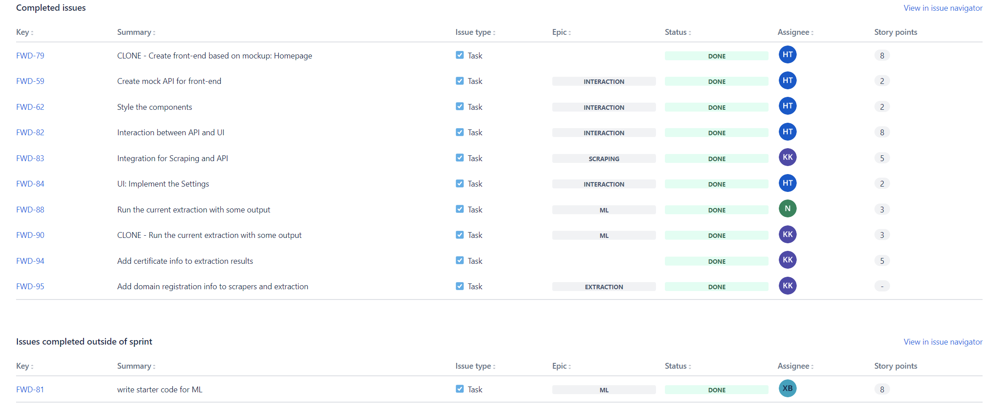 Completed issues View in issue navigator
Key Summary Issue type Epic Status Assignee Story points
FWD-79 CLONE - Create front-end based on mockup: Homepage Task DONE HT 8
FWD-59 Create mock API for front-end Task INTERACTION DONE HT 2
FWD-62 Style the components Task INTERACTION DONE HT 2
FWD-82 Interaction between API and UI Task INTERACTION DONE HT 8
FWD-83 Integration for Scraping and API Task SCRAPING DONE KK 5
FWD-84 UI: Implement the Settings Task INTERACTION DONE HT 2
FWD-88 Run the current extraction with some output Task ML DONE N 3
FWD-90 CLONE - Run the current extraction with some output Task ML DONE KK 3
FWD-94 Add certificate info to extraction results Task DONE KK 5
FWD-95 Add domain registration info to scrapers and extraction Task EXTRACTION DONE KK -
Issues completed outside of sprint View in issue navigator
Key Summary Issue type Epic Status Assignee Story points
FWD-81 write starter code for ML Task ML DONE XB 8